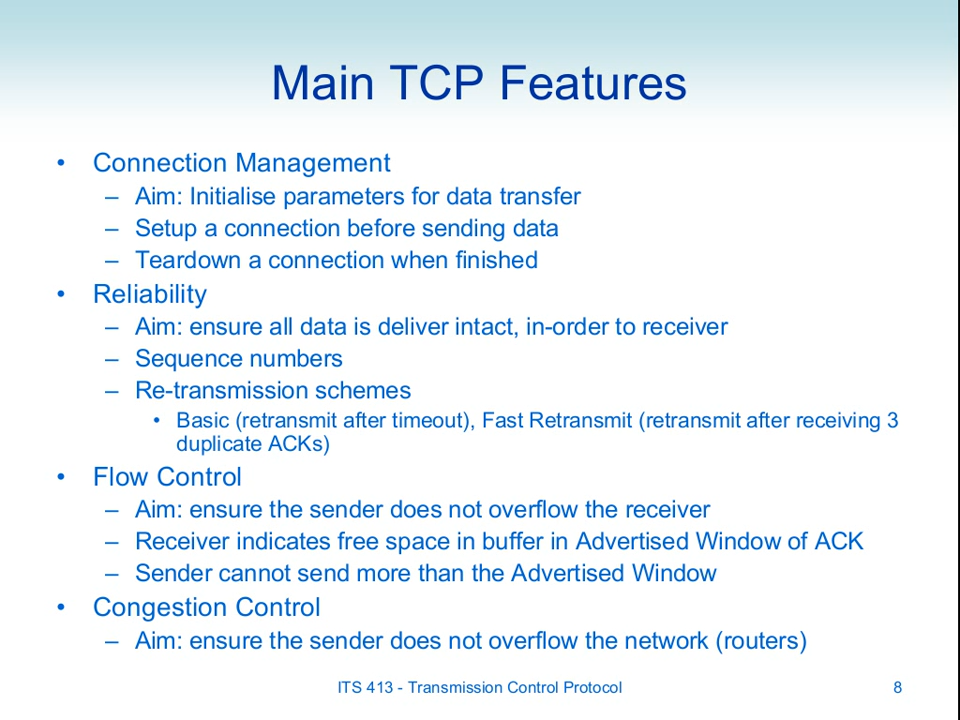 Main TCP Features
• Connection Management
– Aim: Initialise parameters for data transfer
– Setup a connection before sending data
– Teardown a connection when finished
• Reliability
– Aim: ensure all data is deliver intact, in-order to receiver
– Sequence numbers
– Re-transmission schemes
• Basic (retransmit after timeout), Fast Retransmit (retransmit after receiving 3
duplicate ACKs)
• Flow Control
– Aim: ensure the sender does not overflow the receiver
– Receiver indicates free space in buffer in Advertised Window of ACK
– Sender cannot send more than the Advertised Window
• Congestion Control
– Aim: ensure the sender does not overflow the network (routers)
ITS 413 - Transmission Control Protocol
8